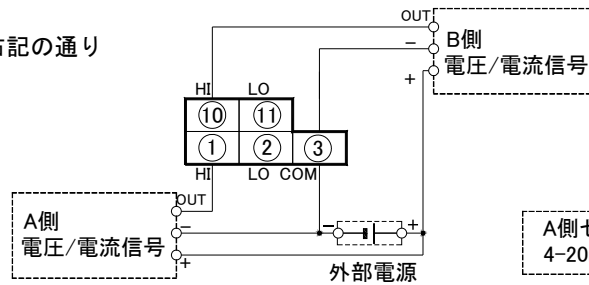 記の通り
OUT
B側
電圧/電流信号
−
+
HI LO
10 11
1 2 3
HI LO COM
OUT
A側
電圧/電流信号
−
+
− +
外部電源
A側セ
4-20